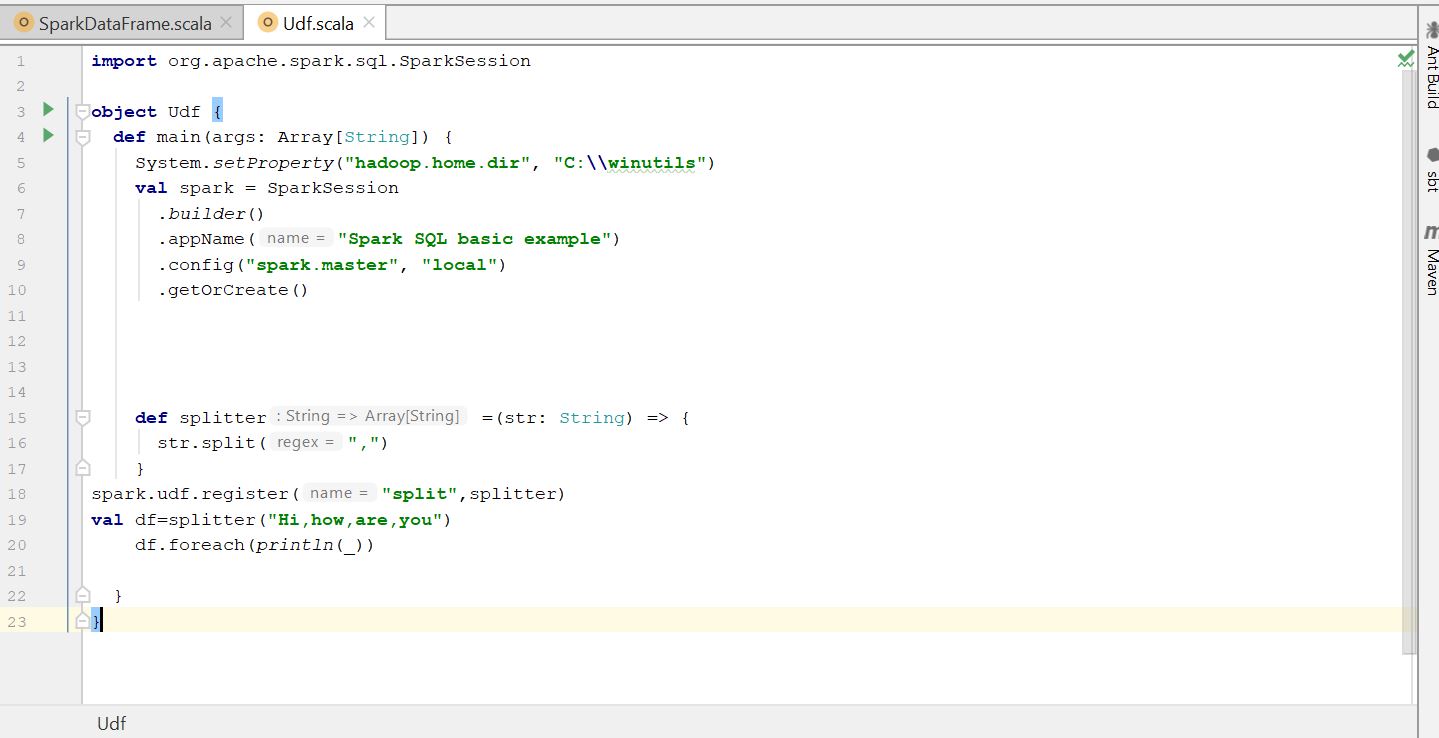 SparkDataFrame.scala
Udf.scala
1 import org.apache.spark.sql.SparkSession
2
3 object Udf {
4 def main(args: Array[String]) {
5 System.setProperty("hadoop.home.dir", "C:\\winutils")
6 val spark = SparkSession
7 .builder()
8 .appName( name = "Spark SQL basic example")
9 .config("spark.master", "local")
10 .getOrCreate()
11
12
13
14
15 def splitter : String => Array[String] =(str: String) => {
16 str.split( regex = ",")
17 }
18 spark.udf.register( name = "split",splitter)
19 val df=splitter("Hi,how,are,you")
20 df.foreach(println(_))
21
22 }
23 }
Udf
Ant Build
sbt
Maven